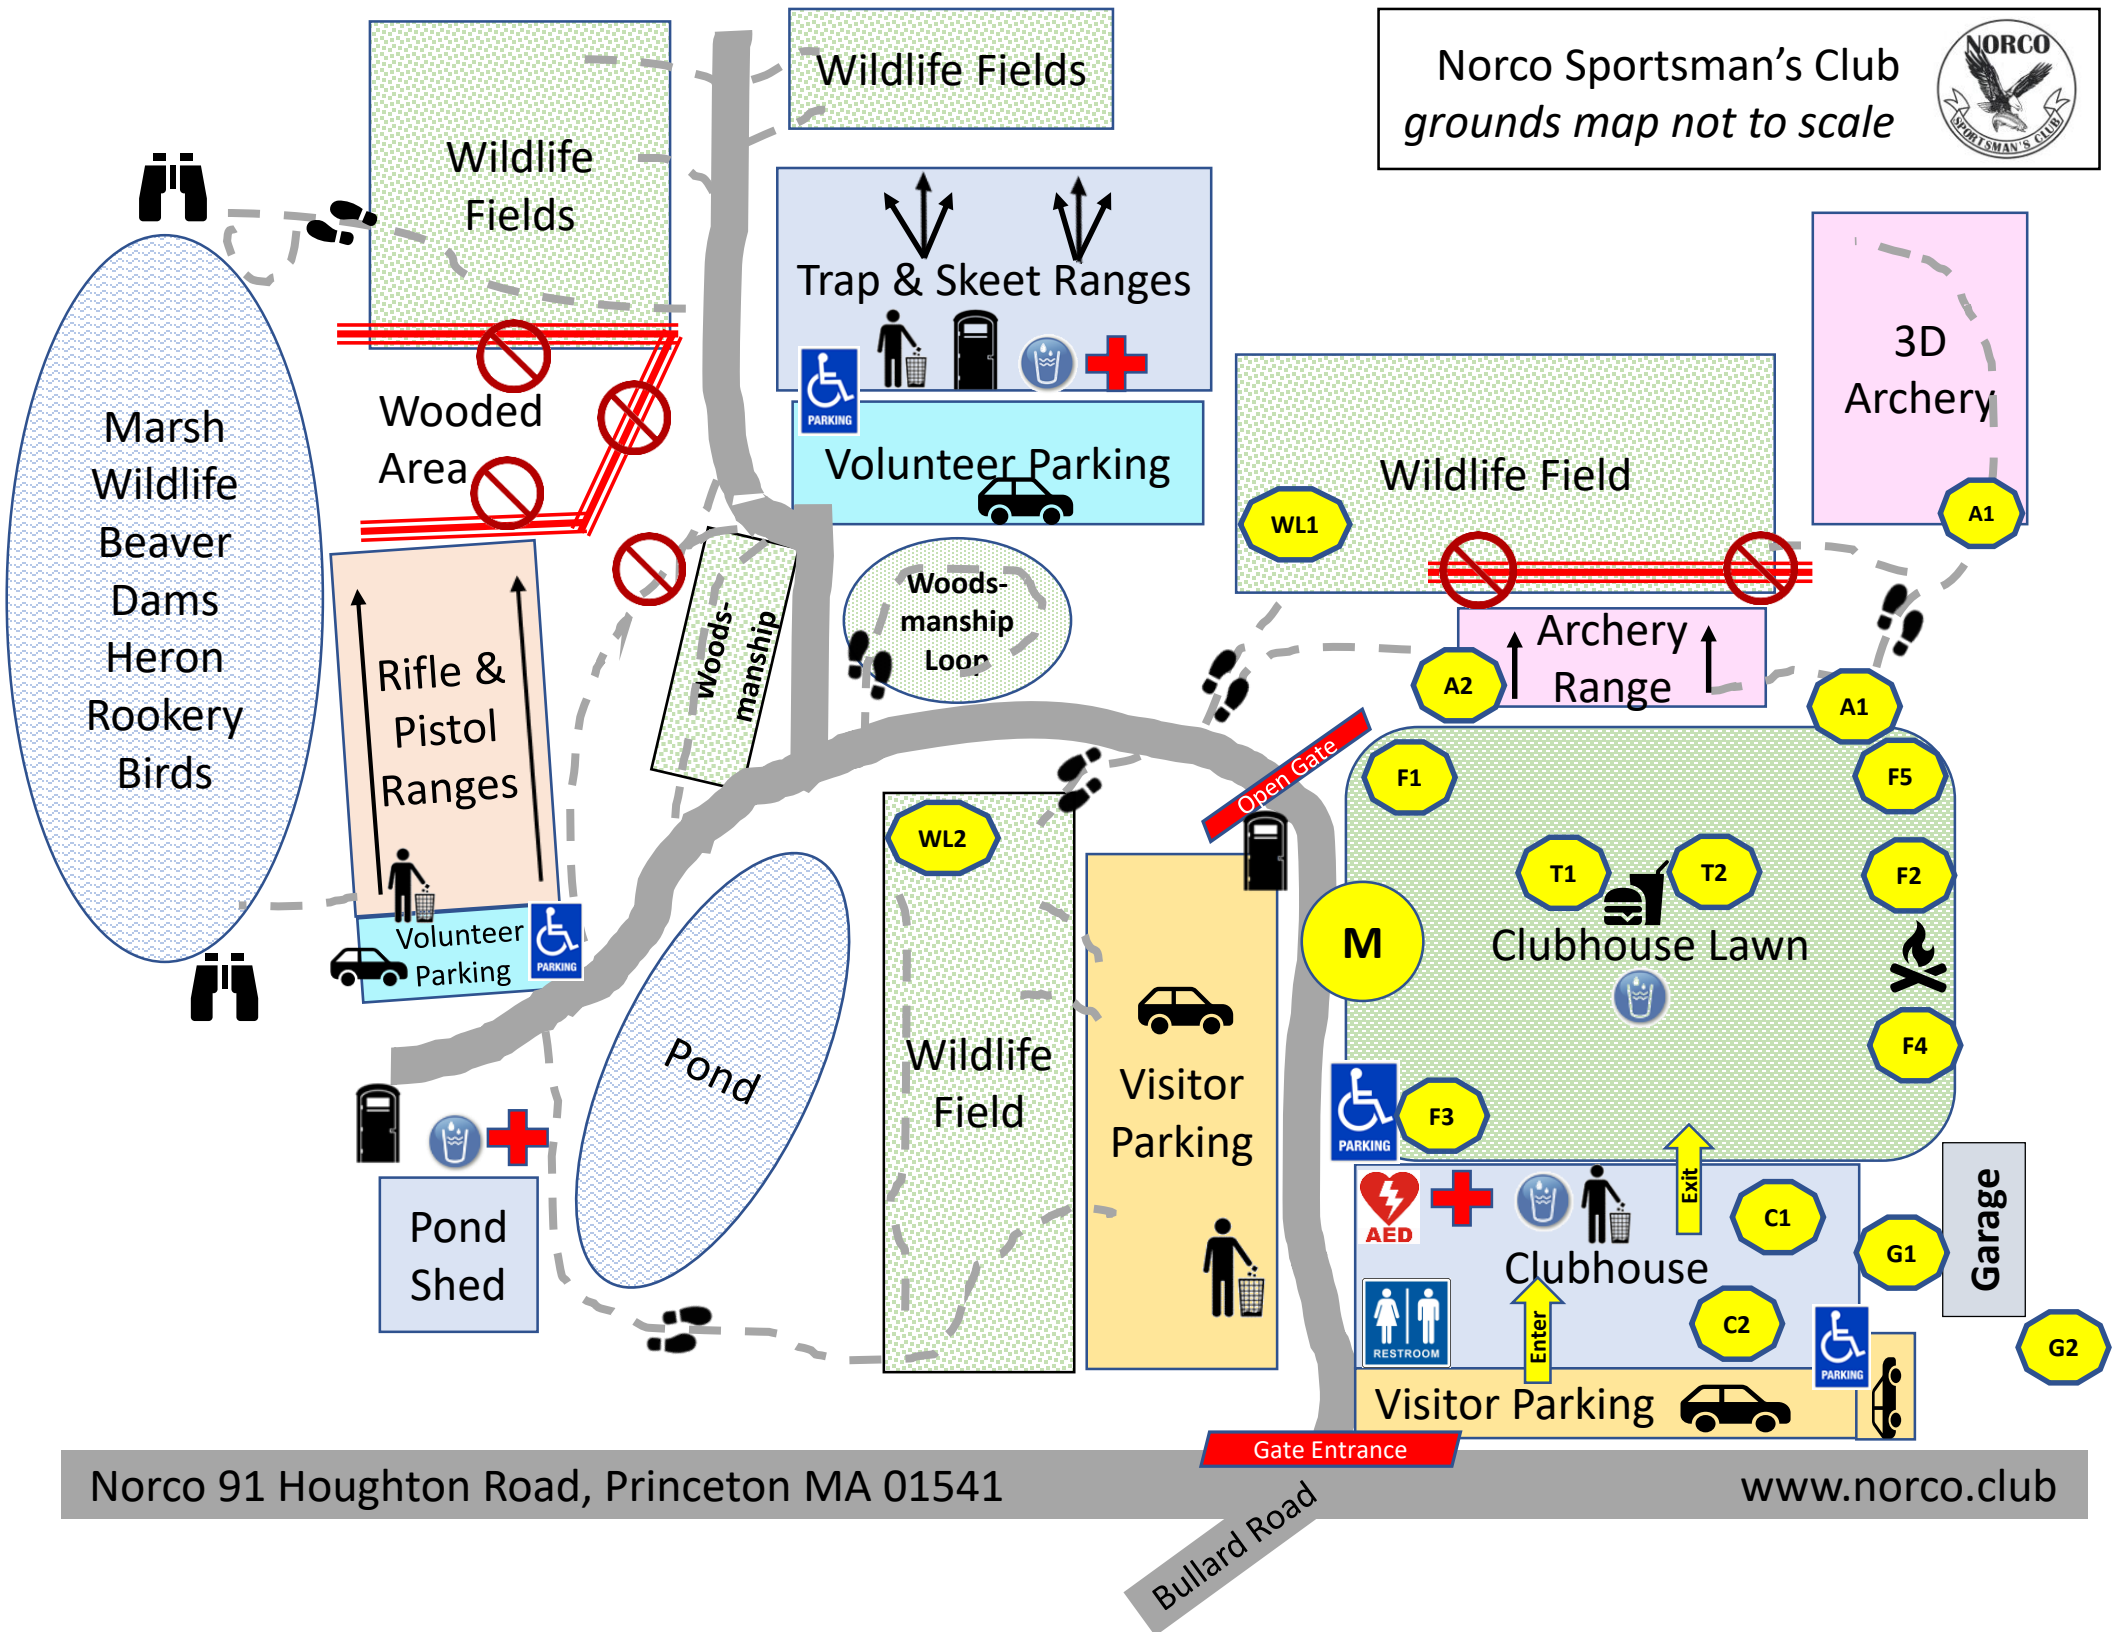 Wildlife Fields
Norco Sportsman's Club
grounds map not to scale
NORCO
SPORTSMAN'S CLUB
Wildlife
Fields
Trap & Skeet Ranges
PARKING
Volunteer Parking
3D
Archery
A1
Wooded
Area
Marsh
Wildlife
Beaver
Dams
Heron
Rookery
Birds
Wildlife Field
WL1
Woods-
manship
Woods-
manship
Loop
Archery
Range
A2
A1
Rifle &
Pistol
Ranges
Open Gate
F1
F5
WL2
T1
T2
F2
M
Clubhouse Lawn
Volunteer
Parking
PARKING
Pond
Wildlife
Field
Visitor
Parking
F4
PARKING
F3
Pond
Shed
AED
Exit
C1
Clubhouse
G1
Garage
RESTROOM
Enter
C2
PARKING
G2
Visitor Parking
Gate Entrance
Norco 91 Houghton Road, Princeton MA 01541
www.norco.club
Bullard Road